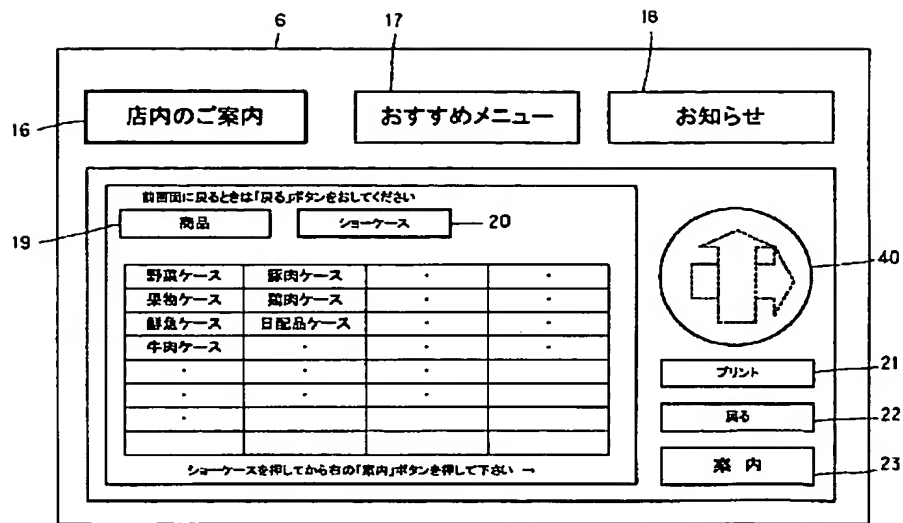 6 17 18
16 店内のご案内 おすすめメニュー お知らせ
前画面に戻るときは「戻る」ボタンをおしてください
19 商品 ショーケース 20
40
野菜ケース 豚肉ケース ・ ・
果物ケース 鶏肉ケース ・ ・
鮮魚ケース 日配品ケース ・ ・
牛肉ケース ・ ・ ・
プリント 21
・ ・ ・
・ ・ ・
戻る 22
・
ショーケースを押してから右の「案内」ボタンを押して下さい →
案内 23